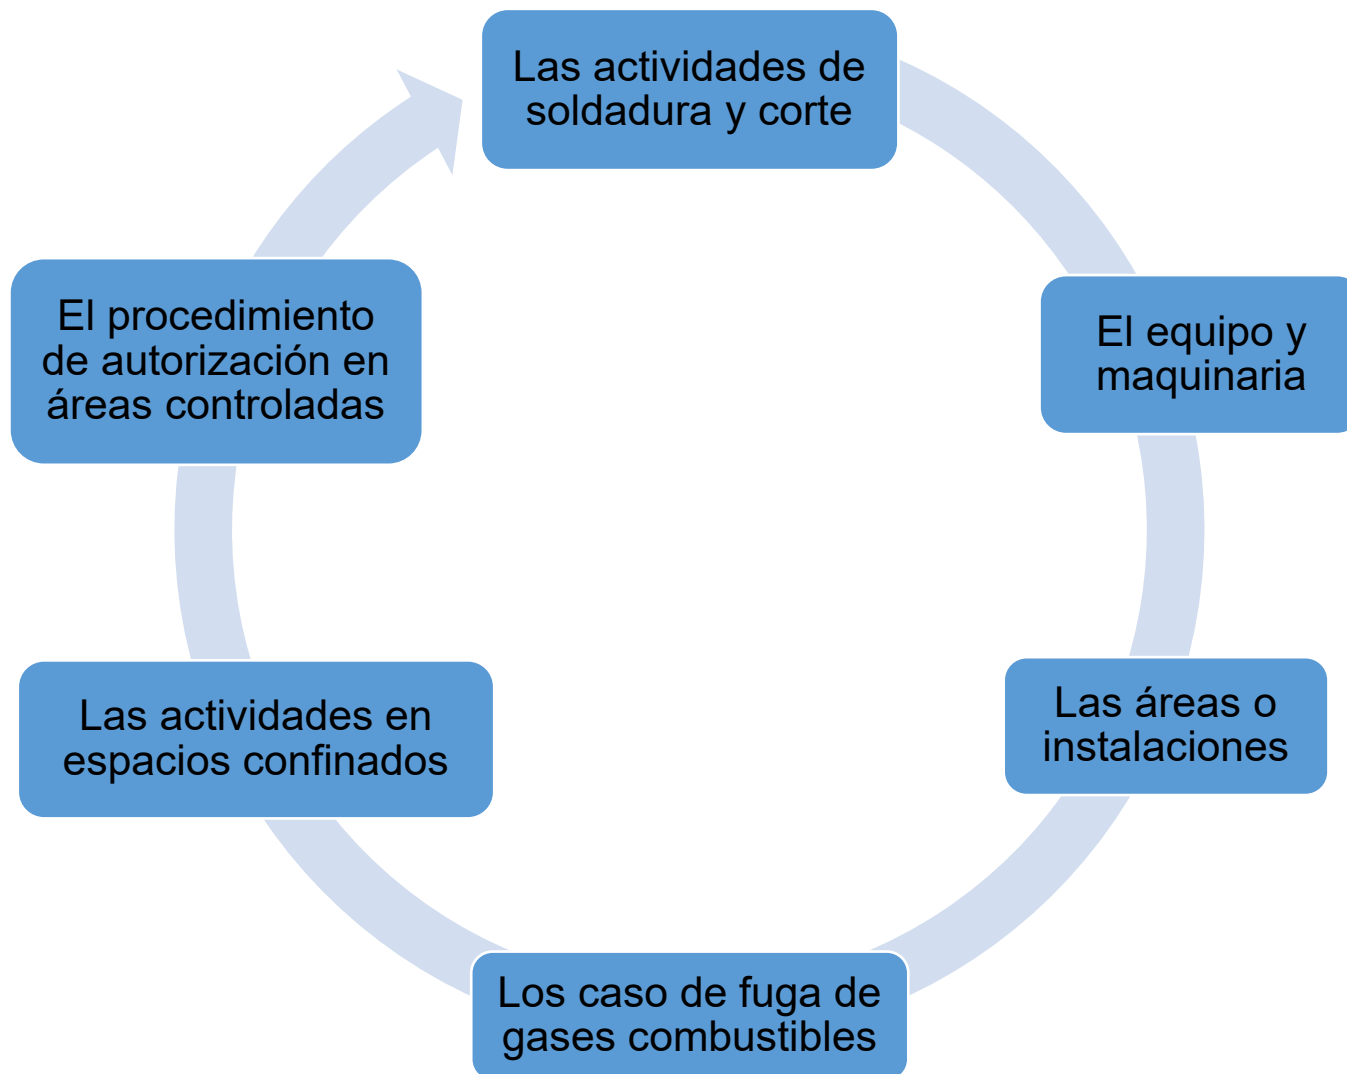 Las actividades de
soldadura y corte
El equipo y
maquinaria
Las áreas o
instalaciones
Los caso de fuga de
gases combustibles
Las actividades en
espacios confinados
El procedimiento
de autorización en
áreas controladas